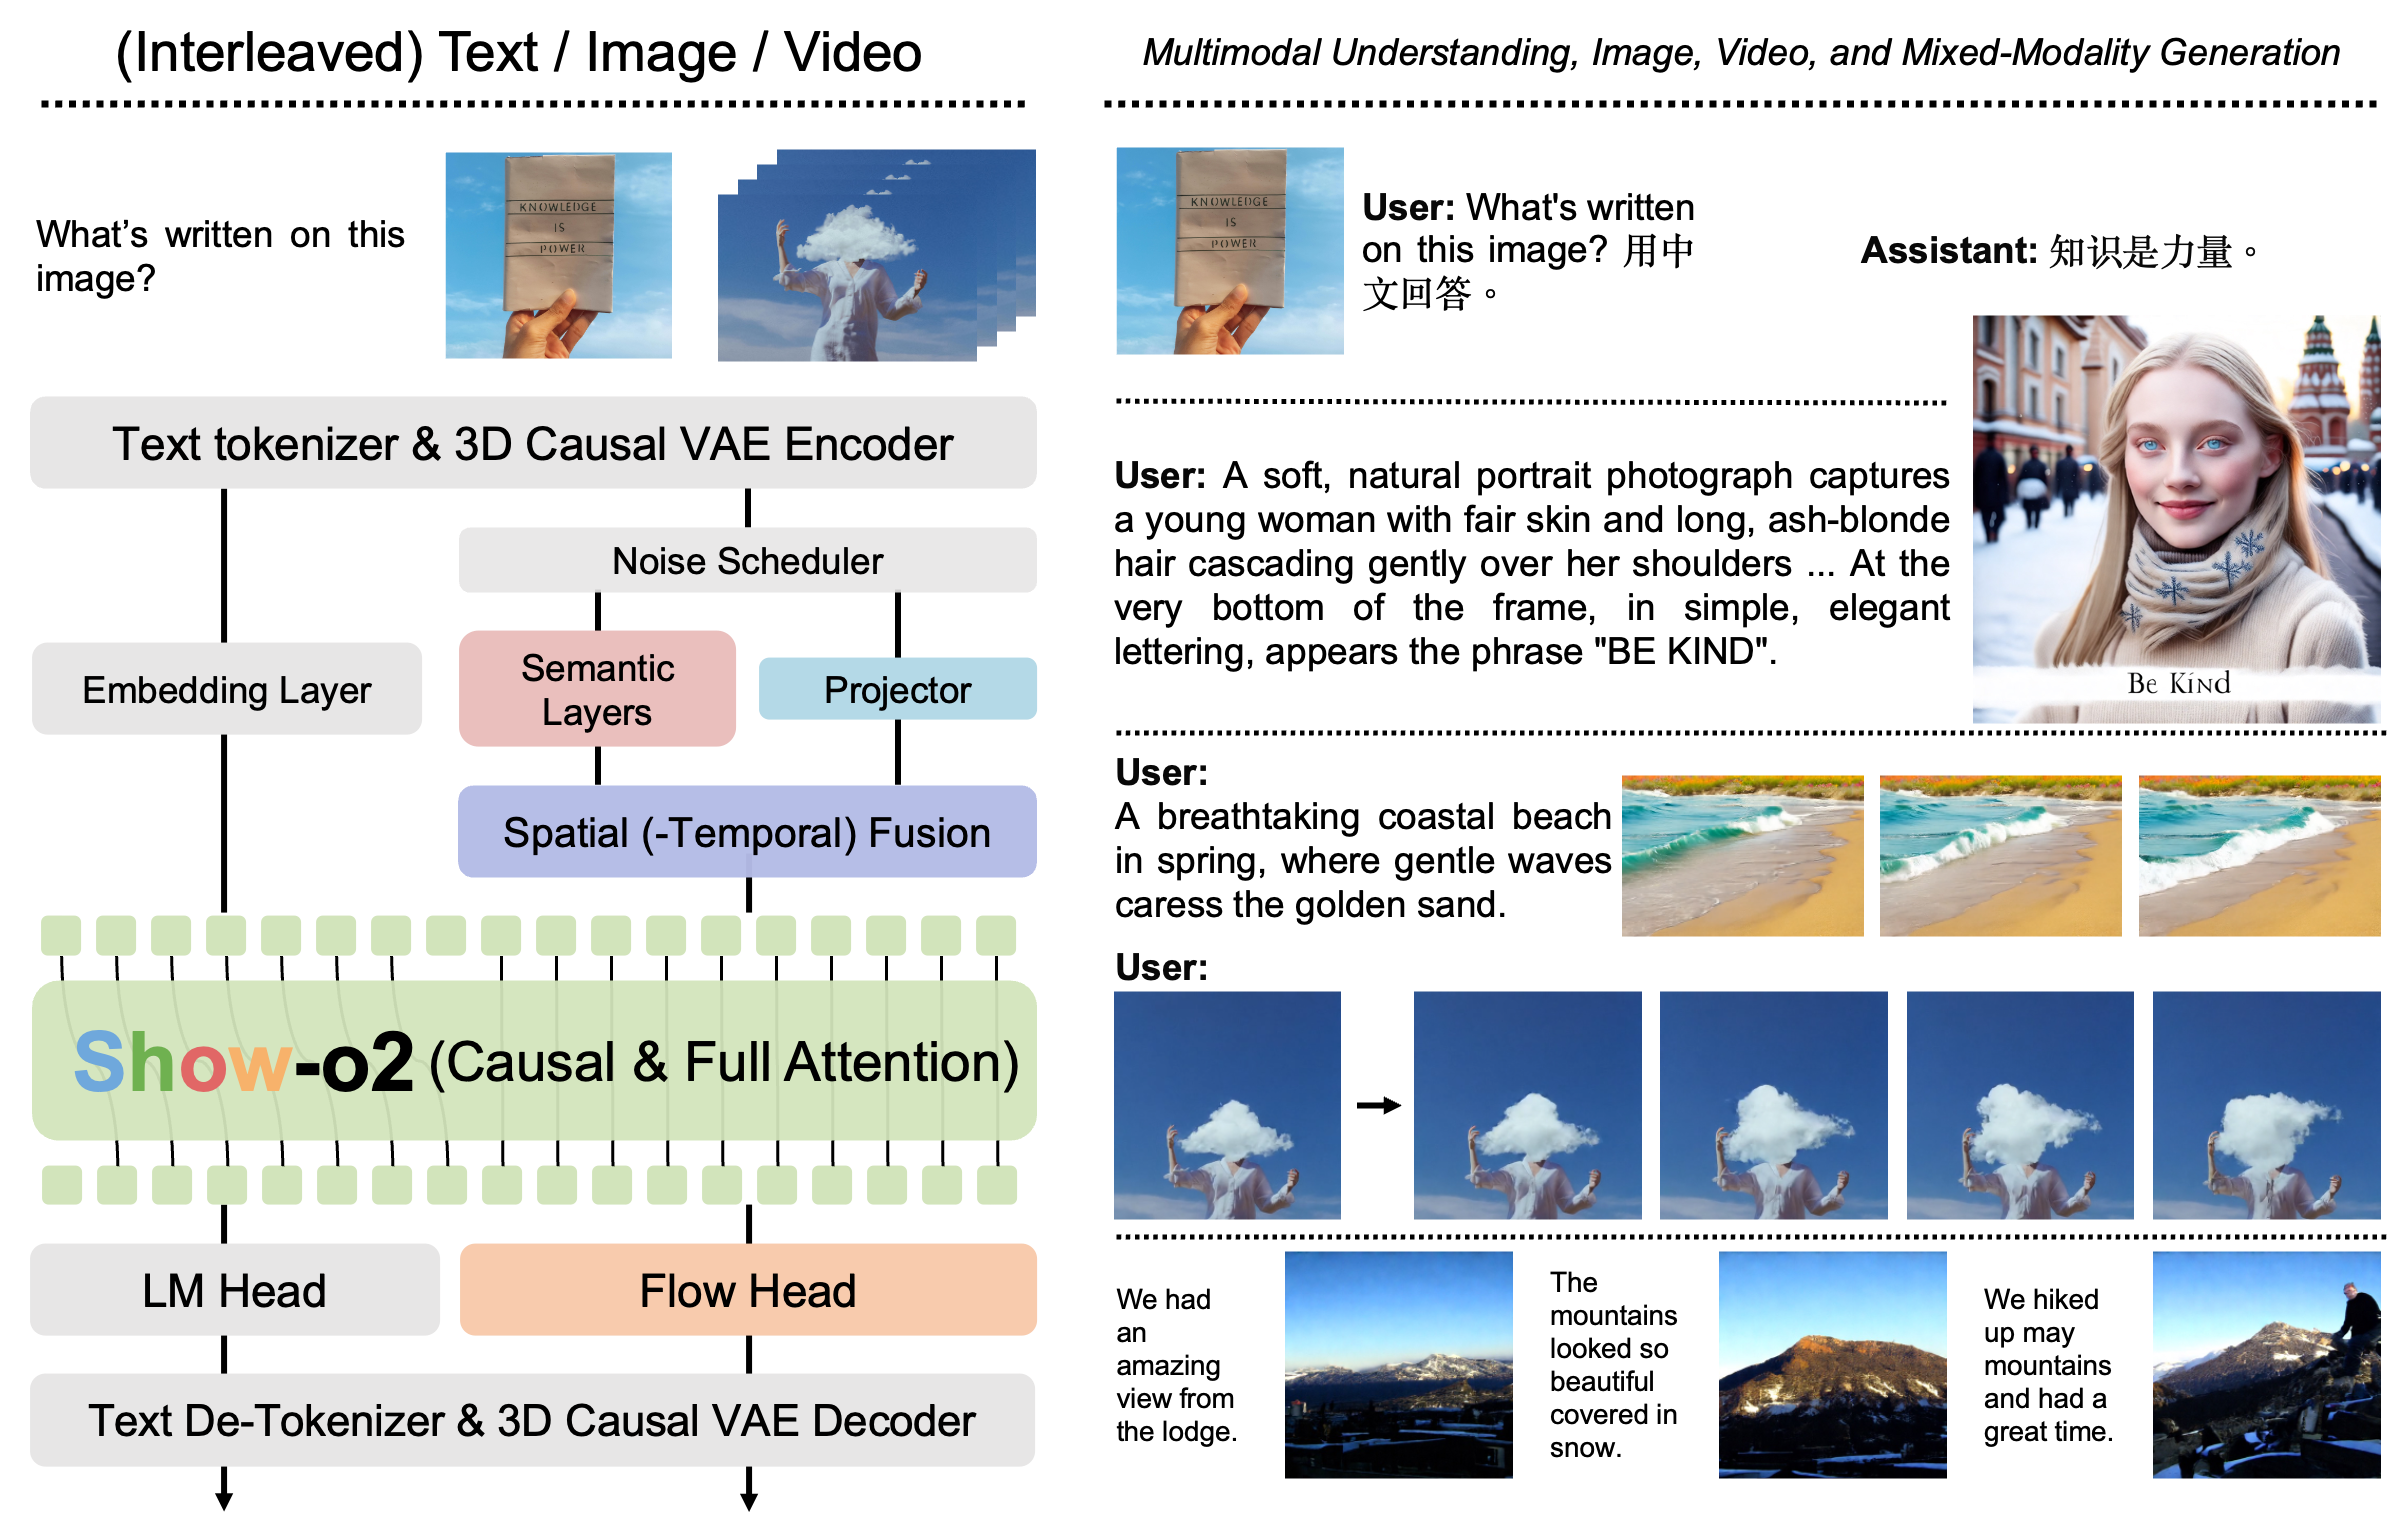 (Interleaved) Text / Image / Video
What's written on this
image?
KNOWLEDGE
IS
POWER
Text tokenizer & 3D Causal VAE Encoder
Noise Scheduler
Embedding Layer
Semantic
Layers
Projector
Spatial (-Temporal) Fusion
Show-o2 (Causal & Full Attention)
LM Head
Flow Head
Text De-Tokenizer & 3D Causal VAE Decoder
Multimodal Understanding, Image, Video, and Mixed-Modality Generation
KNOWLEDGE
IS
POWER
User: What's written
on this image? 用中
文回答。
Assistant: 知识是力量。
User: A soft, natural portrait photograph captures
a young woman with fair skin and long, ash-blonde
hair cascading gently over her shoulders ... At the
very bottom of the frame, in simple, elegant
lettering, appears the phrase "BE KIND".
Be Kind
User:
A breathtaking coastal beach
in spring, where gentle waves
caress the golden sand.
User:
We had
an
amazing
view from
the lodge.
The
mountains
looked so
beautiful
covered in
snow.
We hiked
up may
mountains
and had a
great time.